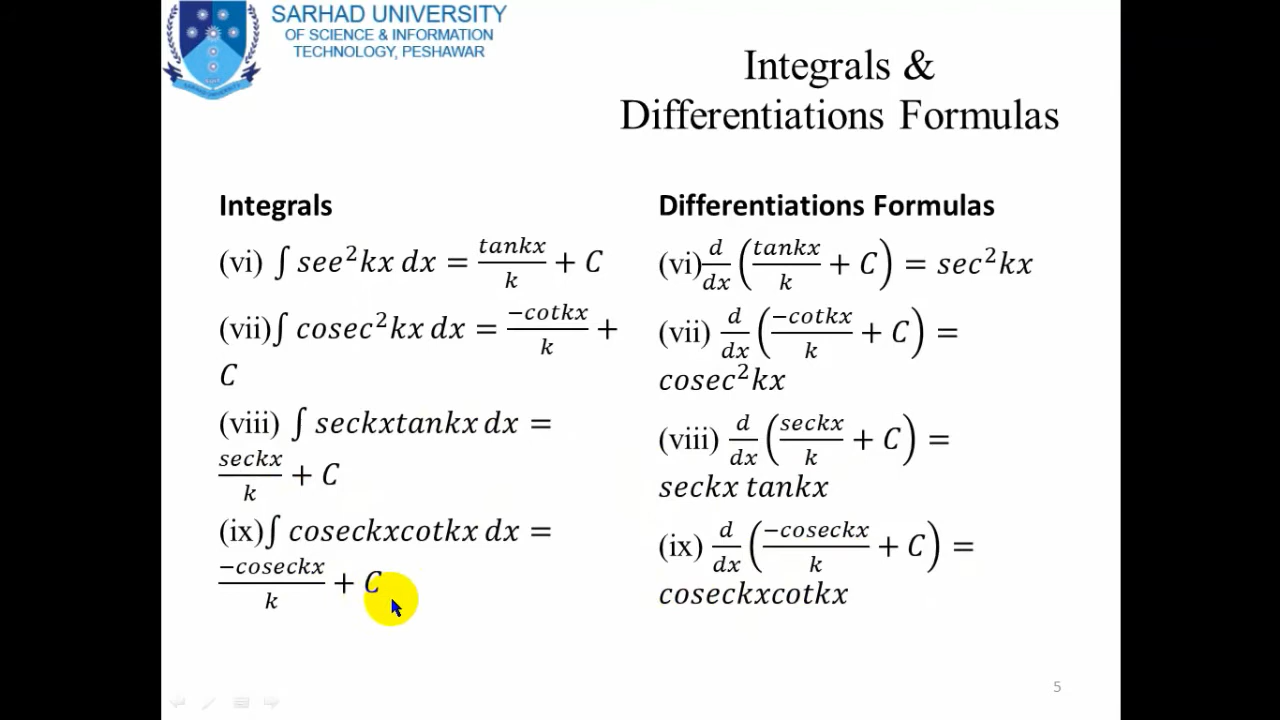 SARHAD UNIVERSITY
OF SCIENCE & INFORMATION
TECHNOLOGY, PESHAWAR
Integrals &
Differentiations Formulas
Integrals
(vi) ∫ see²kx dx = tankx/k + C
(vii)∫ cosec²kx dx = −cotkx/k +
C
(viii) ∫ seckxtankx dx =
seckx/k + C
(ix)∫ coseckxcotkx dx =
−coseckx/k + C
Differentiations Formulas
(vi) d/dx (tankx/k + C) = sec²kx
(vii) d/dx (−cotkx/k + C) =
cosec²kx
(viii) d/dx (seckx/k + C) =
seckx tankx
(ix) d/dx (−coseckx/k + C) =
coseckxcotkx
5